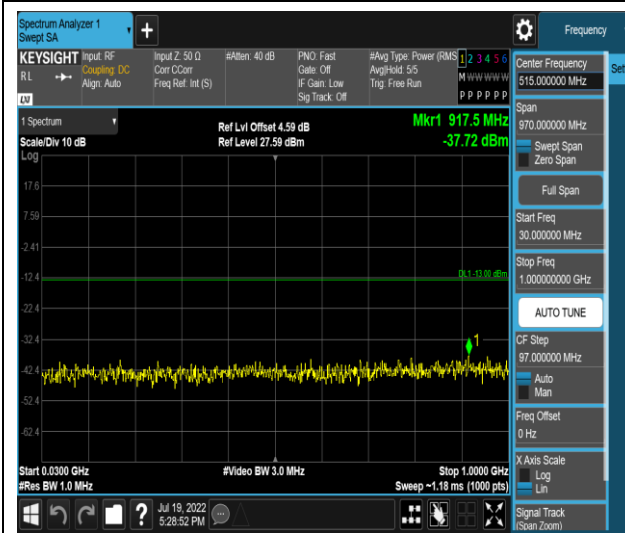 Spectrum Analyzer 1
Swept SA
+
Frequency
KEYSIGHT
RL
LXI
Input: RF
Coupling: DC
Align: Auto
Input Z: 50 Ω
Corr CCorr
Freq Ref: Int (S)
#Atten: 40 dB
PNO: Fast
Gate: Off
IF Gain: Low
Sig Track: Off
#Avg Type: Power (RMS
Avg|Hold: 5/5
Trig: Free Run
1 2 3 4 5 6
M W W W W W
P P P P P P
1 Spectrum
Scale/Div 10 dB
Ref Lvl Offset 4.59 dB
Ref Level 27.59 dBm
Mkr1 917.5 MHz
-37.72 dBm
Log
17.6
7.59
-2.41
-12.4
DL1 -13.00 dBm
-22.4
-32.4
1
-42.4
-52.4
-62.4
Start 0.0300 GHz
#Video BW 3.0 MHz
Stop 1.0000 GHz
#Res BW 1.0 MHz
Sweep ~1.18 ms (1000 pts)
?
Jul 19, 2022
5:28:52 PM
Center Frequency
515.000000 MHz
Set
Span
970.000000 MHz
Swept Span
Zero Span
Full Span
Start Freq
30.000000 MHz
Stop Freq
1.000000000 GHz
AUTO TUNE
CF Step
97.000000 MHz
Auto
Man
Freq Offset
0 Hz
X Axis Scale
Log
Lin
Signal Track
(Span Zoom)